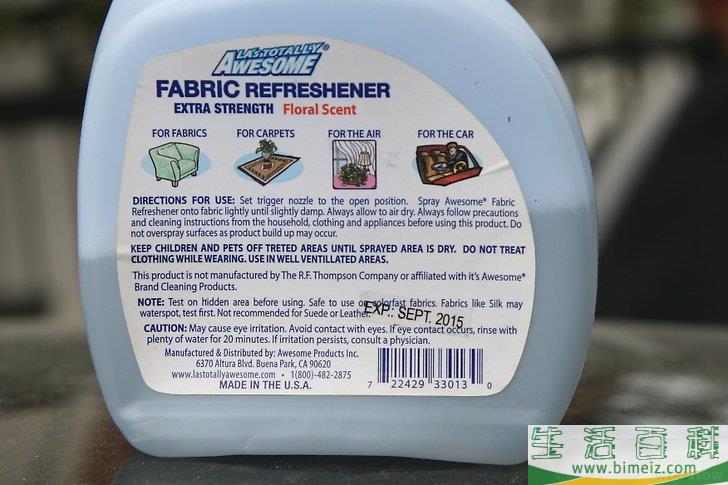 LA'S TOTALLY
AWESOME®
FABRIC REFRESHENER
EXTRA STRENGTH Floral Scent
FOR FABRICS FOR CARPETS FOR THE AIR FOR THE CAR
DIRECTIONS FOR USE: Set trigger nozzle to the open position. Spray Awesome® Fabric
Refreshener onto fabric lightly until slightly damp. Always allow to air dry. Always follow precautions
and cleaning instructions from the household, clothing and appliances before using this product. Do
not overspray surfaces as product build up may occur.
KEEP CHILDREN AND PETS OFF TRETED AREAS UNTIL SPRAYED AREA IS DRY. DO NOT TREAT
CLOTHING WHILE WEARING. USE IN WELL VENTILLATED AREAS.
This product is not manufactured by The R.F. Thompson Company or affiliated with it's Awesome®
Brand Cleaning Products.
NOTE: Test on hidden area before using. Safe to use on colorfast fabrics. Fabrics like Silk may
waterspot, test first. Not recommended for Suede or Leather.
EXP.: SEPT. 2015
CAUTION: May cause eye irritation. Avoid contact with eyes. If eye contact occurs, rinse with
plenty of water for 20 minutes. If irritation persists, consult a physician.
Manufactured & Distributed by: Awesome Products Inc.
6370 Altura Blvd. Buena Park, CA 90620
www.lastotallyawesome.com • 1(800)-482-2875
MADE IN THE U.S.A.
7 22429 33013 0
生活百科
www.bimeiz.com